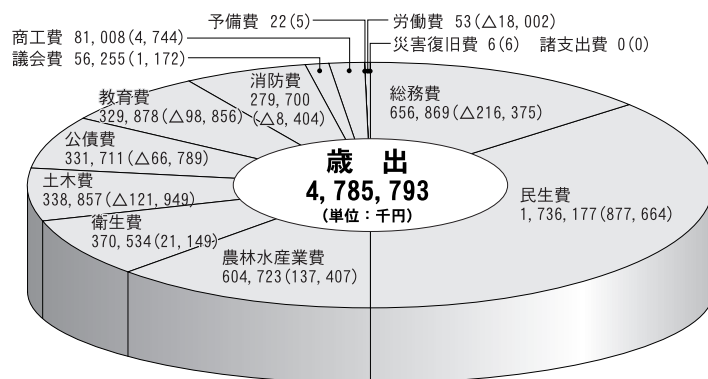 予備費 22(5)
労働費 53(△18,002)
商工費 81,008(4,744)
災害復旧費 6(6) 諸支出費 0(0)
議会費 56,255(1,172)
消防費
279,700
(△8,404)
総務費
656,869(△216,375)
教育費
329,878(△98,856)
公債費
331,711(△66,789)
土木費
338,857(△121,949)
衛生費
370,534(21,149)
農林水産業費
604,723(137,407)
民生費
1,736,177(877,664)
歳 出
4,785,793
(単位：千円)